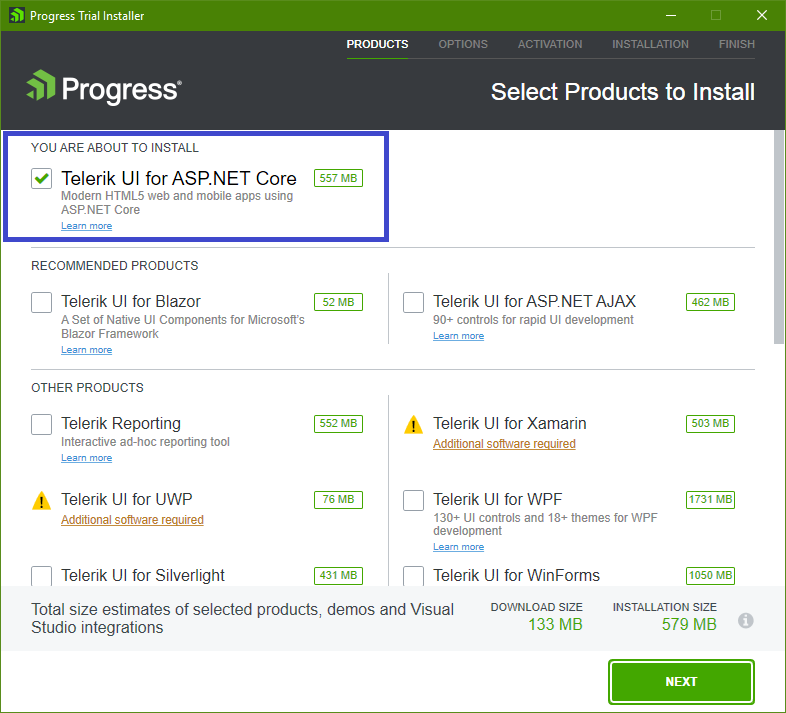 Progress Trial Installer
PRODUCTS OPTIONS ACTIVATION INSTALLATION FINISH
Progress®
Select Products to Install
YOU ARE ABOUT TO INSTALL
Telerik UI for ASP.NET Core 557 MB
Modern HTML5 web and mobile apps using
ASP.NET Core
Learn more
RECOMMENDED PRODUCTS
Telerik UI for Blazor 52 MB
A Set of Native UI Components for Microsoft's
Blazor Framework
Learn more
Telerik UI for ASP.NET AJAX 462 MB
90+ controls for rapid UI development
Learn more
OTHER PRODUCTS
Telerik Reporting 552 MB
Interactive ad-hoc reporting tool
Learn more
Telerik UI for Xamarin 503 MB
Additional software required
Telerik UI for UWP 76 MB
Additional software required
Telerik UI for WPF 1731 MB
130+ UI controls and 18+ themes for WPF
development
Learn more
Telerik UI for Silverlight 431 MB
Telerik UI for WinForms 1050 MB
Total size estimates of selected products, demos and Visual
Studio integrations
DOWNLOAD SIZE
133 MB
INSTALLATION SIZE
579 MB
NEXT